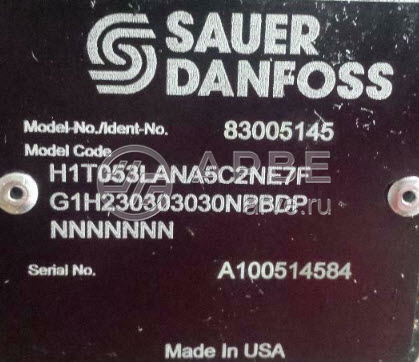 SAUER
DANFOSS
Model-No./Ident-No. 83005145
Model Code
H1T053LANA5C2NE7F
G1H230303030NPBDP
NNNNNNN
Serial No. A100514584
Made in USA